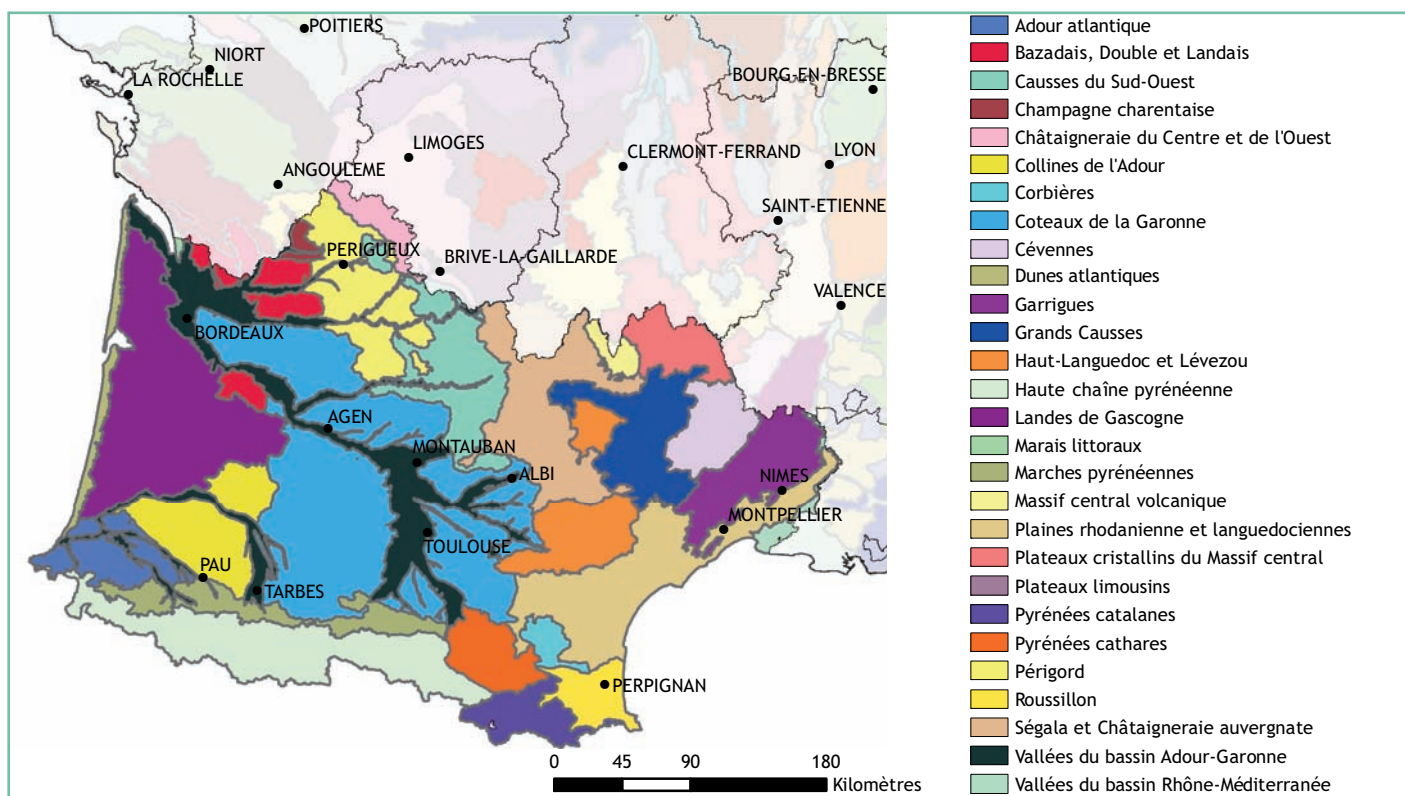 POITIERS
NIORT
LA ROCHELLE
BOURG-EN-BRESSE
LIMOGES
CLERMONT-FERRAND
LYON
ANGOULEME
SAINT-ETIENNE
PERIGUEUX
BRIVE-LA-GAILLARDE
VALENCE
BORDEAUX
AGEN
MONTAUBAN
ALBI
NIMES
MONTPELLIER
TOULOUSE
PAU
TARBES
PERPIGNAN
0 45 90 180
Kilomètres
Adour atlantique
Bazadais, Double et Landais
Causses du Sud-Ouest
Champagne charentaise
Châtaigneraie du Centre et de l'Ouest
Collines de l'Adour
Corbières
Coteaux de la Garonne
Cévennes
Dunes atlantiques
Garrigues
Grands Causses
Haut-Languedoc et Lévezou
Haute chaîne pyrénéenne
Landes de Gascogne
Marais littoraux
Marches pyrénéennes
Massif central volcanique
Plaines rhodanienne et languedociennes
Plateaux cristallins du Massif central
Plateaux limousins
Pyrénées catalanes
Pyrénées cathares
Périgord
Roussillon
Ségala et Châtaigneraie auvergnate
Vallées du bassin Adour-Garonne
Vallées du bassin Rhône-Méditerranée